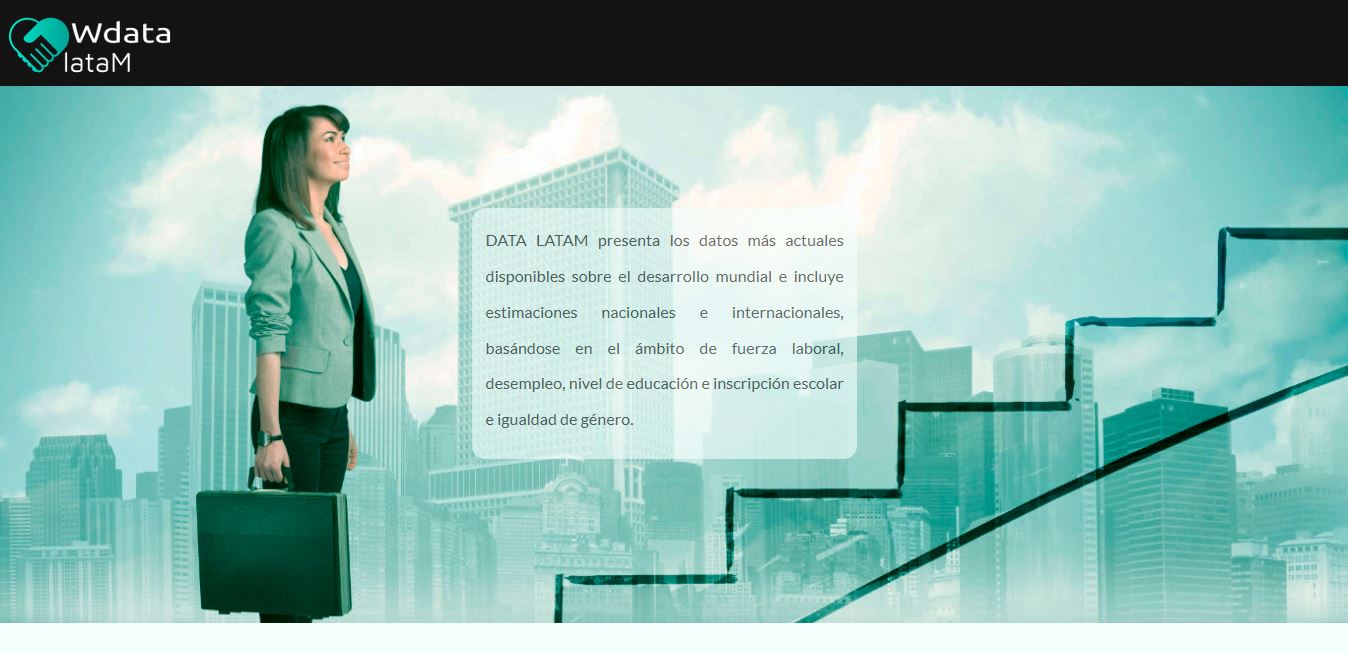 Wdata
lataM
DATA LATAM presenta los datos más actuales
disponibles sobre el desarrollo mundial e incluye
estimaciones nacionales e internacionales,
basándose en el ámbito de fuerza laboral,
desempleo, nivel de educación e inscripción escolar
e igualdad de género.